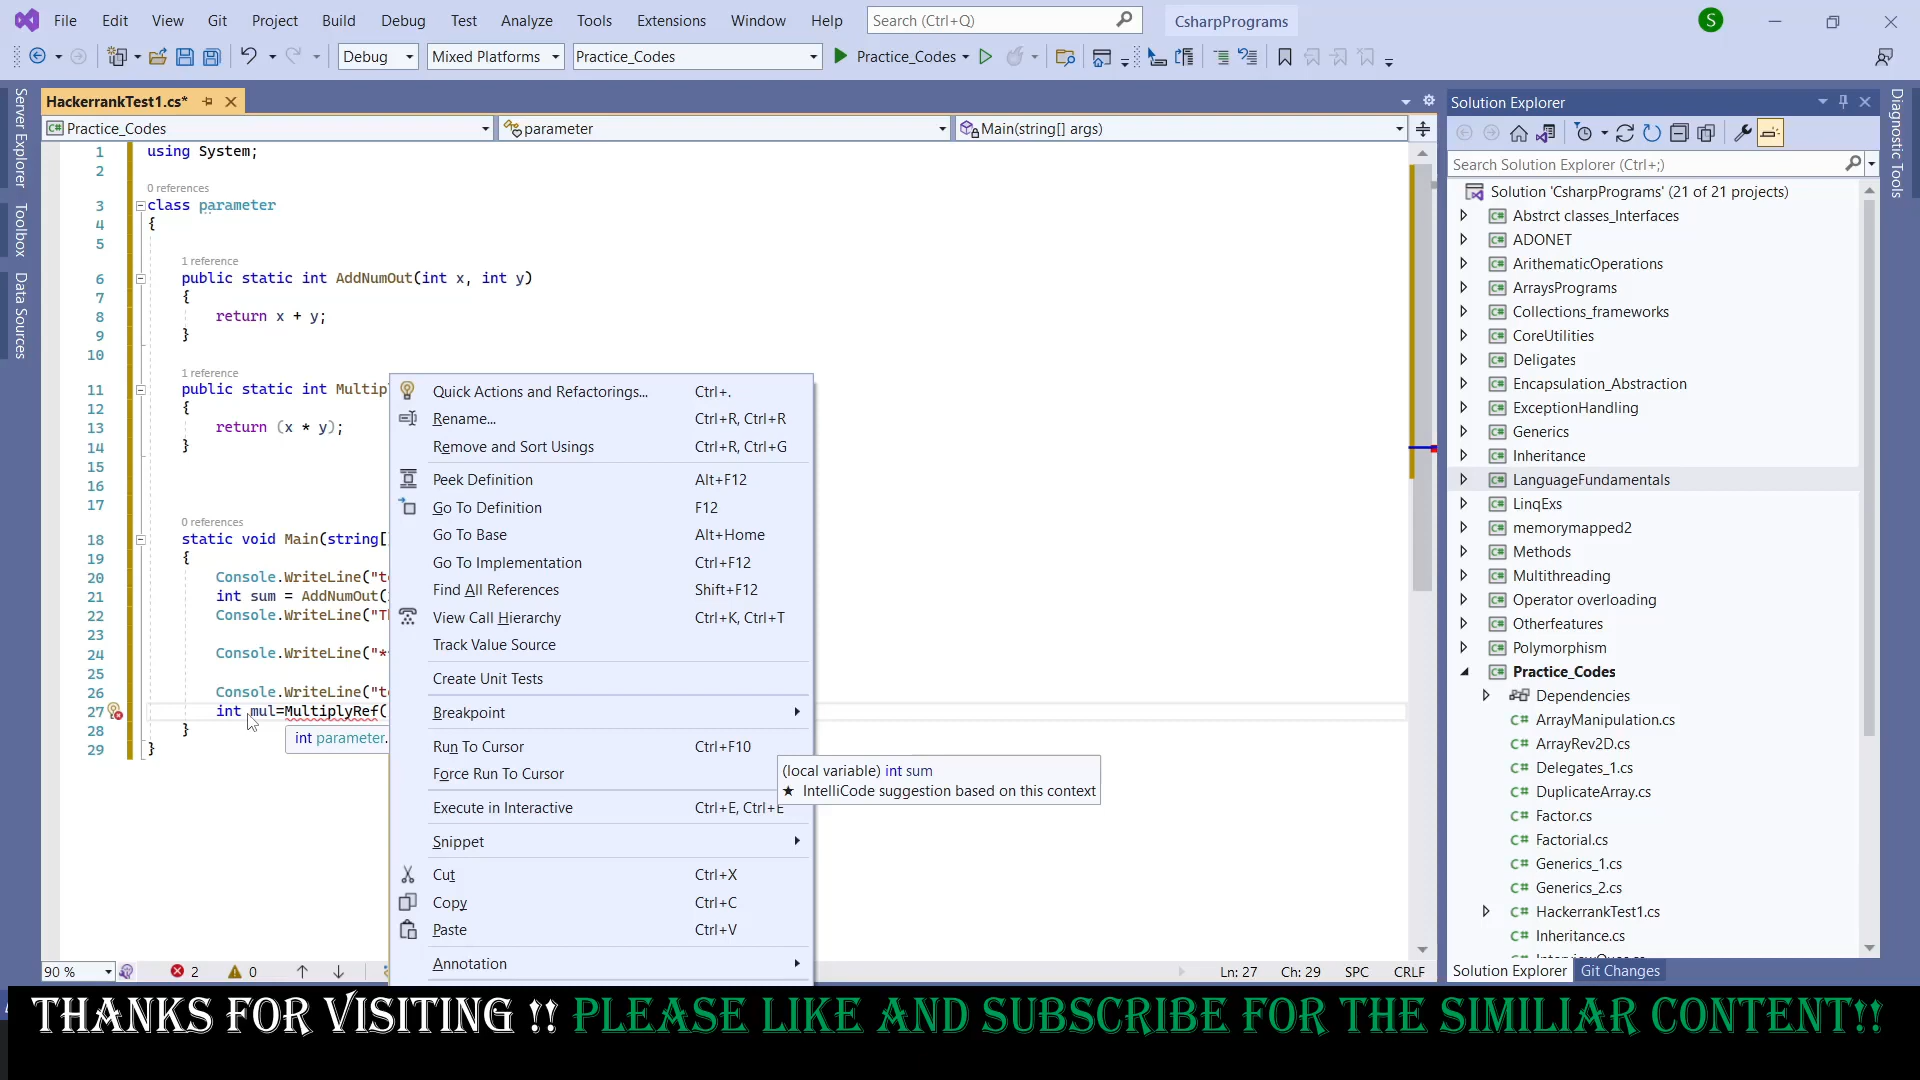 File Edit View Git Project Build Debug Test Analyze Tools Extensions Window Help Search (Ctrl+Q) CsharpPrograms S
Debug Mixed Platforms Practice_Codes Practice_Codes
HackerrankTest1.cs*
Practice_Codes parameter Main(string[] args)
Server Explorer
Toolbox
Data Sources
1 using System;
2
0 references
3 class parameter
4 {
5
1 reference
6 public static int AddNumOut(int x, int y)
7 {
8 return x + y;
9 }
10
1 reference
11 public static int Multipl
12 {
13 return (x * y);
14 }
15
16
17
0 references
18 static void Main(string[
19 {
20 Console.WriteLine("t
21 int sum = AddNumOut(
22 Console.WriteLine("T
23
24 Console.WriteLine("*
25
26 Console.WriteLine("t
27 int mul=MultiplyRef(
28 }
29 }
int parameter.
Quick Actions and Refactorings... Ctrl+.
Rename... Ctrl+R, Ctrl+R
Remove and Sort Usings Ctrl+R, Ctrl+G
Peek Definition Alt+F12
Go To Definition F12
Go To Base Alt+Home
Go To Implementation Ctrl+F12
Find All References Shift+F12
View Call Hierarchy Ctrl+K, Ctrl+T
Track Value Source
Create Unit Tests
Breakpoint
Run To Cursor Ctrl+F10
Force Run To Cursor
Execute in Interactive Ctrl+E, Ctrl+E
Snippet
Cut Ctrl+X
Copy Ctrl+C
Paste Ctrl+V
Annotation
(local variable) int sum
★ IntelliCode suggestion based on this context
90 % 2 0 Ln: 27 Ch: 29 SPC CRLF
Solution Explorer
Search Solution Explorer (Ctrl+;)
Solution 'CsharpPrograms' (21 of 21 projects)
Abstrct classes_Interfaces
ADONET
ArithematicOperations
ArraysPrograms
Collections_frameworks
CoreUtilities
Deligates
Encapsulation_Abstraction
ExceptionHandling
Generics
Inheritance
LanguageFundamentals
LinqExs
memorymapped2
Methods
Multithreading
Operator overloading
Otherfeatures
Polymorphism
Practice_Codes
Dependencies
C# ArrayManipulation.cs
C# ArrayRev2D.cs
C# Delegates_1.cs
C# DuplicateArray.cs
C# Factor.cs
C# Factorial.cs
C# Generics_1.cs
C# Generics_2.cs
C# HackerrankTest1.cs
C# Inheritance.cs
Solution Explorer Git Changes
Diagnostic Tools
THANKS FOR VISITING !! PLEASE LIKE AND SUBSCRIBE FOR THE SIMILIAR CONTENT!!